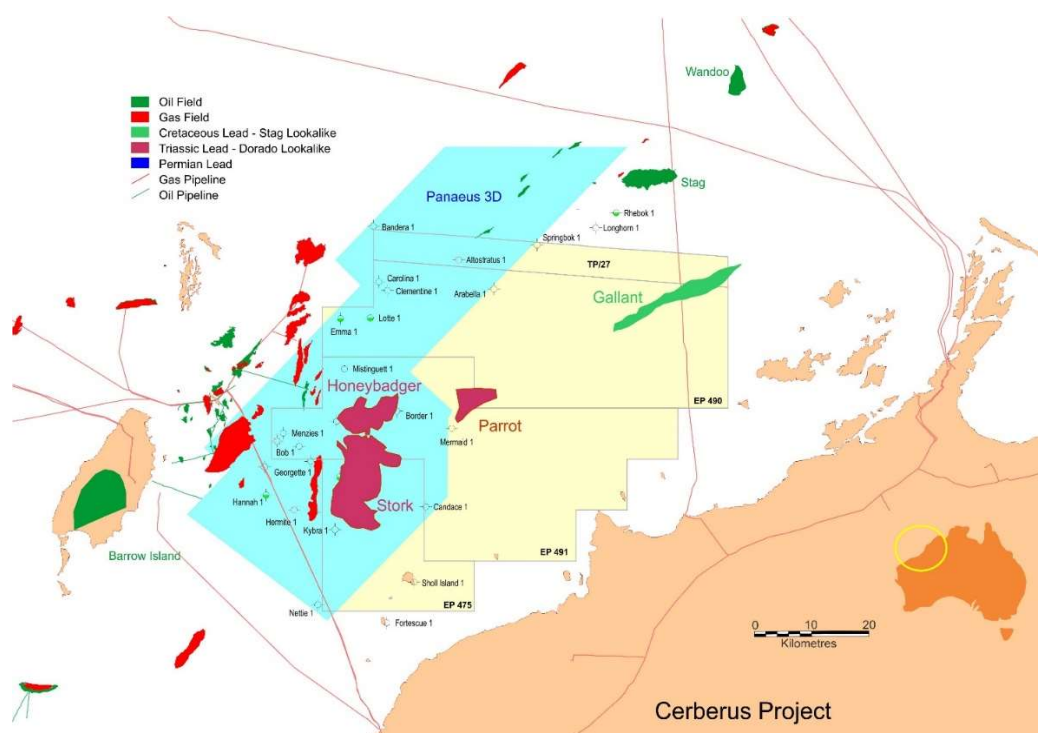 Wandoo
Oil Field
Gas Field
Cretaceous Lead - Stag Lookalike
Triassic Lead - Dorado Lookalike
Permian Lead
Gas Pipeline
Oil Pipeline
Panaeus 3D
Stag
Rhebok 1
Longhorn 1
Bandera 1
Springbok 1
Altostratus 1
TP/27
Carolina 1
Clementine 1
Arabella 1
Gallant
Emma 1
Lotte 1
Mistinguett 1
Honeybadger
EP 490
Border 1
Parrot
Mermaid 1
Menzies 1
Bob 1
Georgette 1
Hannah 1
Stork
Candace 1
Hermite 1
Kybra 1
Barrow Island
EP 491
Sholl Island 1
EP 475
Nettie 1
Fortescue 1
0 10 20
Kilometres
Cerberus Project